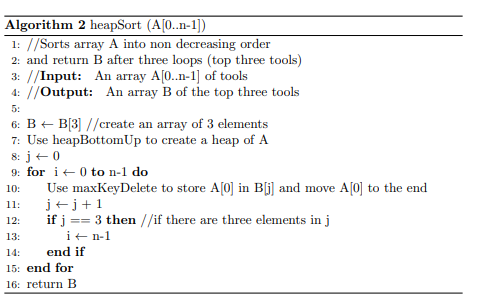 Algorithm 2 heapSort (A[0..n-1])
1: //Sorts array A into non decreasing order
2: and return B after three loops (top three tools)
3: //Input: An array A[0..n-1] of tools
4: //Output: An array B of the top three tools
5:
6: B ← B[3] //create an array of 3 elements
7: Use heapBottomUp to create a heap of A
8: j ← 0
9: for i ← 0 to n-1 do
10: Use maxKeyDelete to store A[0] in B[j] and move A[0] to the end
11: j ← j + 1
12: if j == 3 then //if there are three elements in j
13: i ← n-1
14: end if
15: end for
16: return B